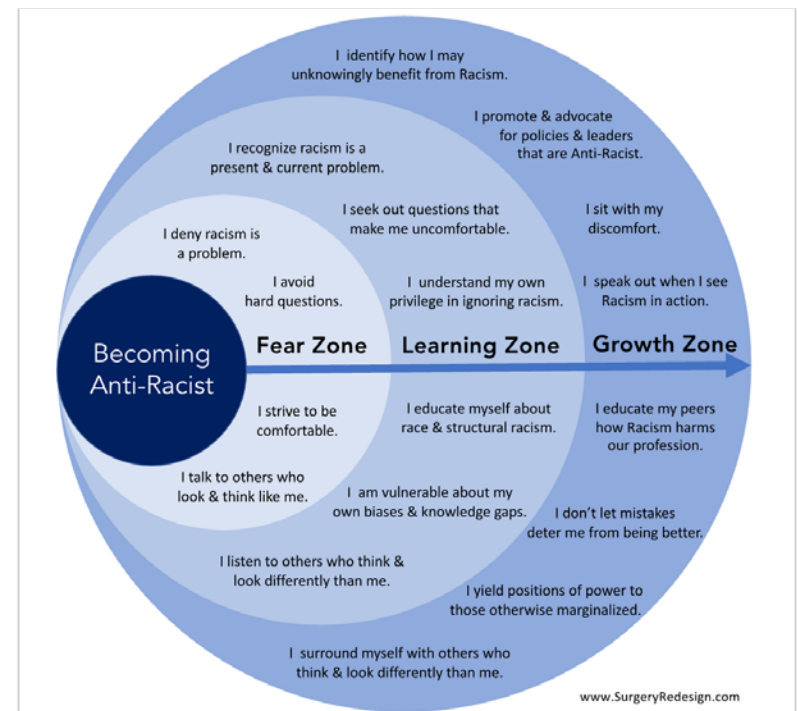 I identify how I may
unknowingly benefit from Racism.
I promote & advocate
for policies & leaders
that are Anti-Racist.
I recognize racism is a
present & current problem.
I seek out questions that
make me uncomfortable.
I sit with my
discomfort.
I deny racism is
a problem.
I avoid
hard questions.
I understand my own
privilege in ignoring racism.
I speak out when I see
Racism in action.
Becoming
Anti-Racist
Fear Zone
Learning Zone
Growth Zone
I strive to be
comfortable.
I educate myself about
race & structural racism.
I educate my peers
how Racism harms
our profession.
I talk to others who
look & think like me.
I am vulnerable about my
own biases & knowledge gaps.
I don't let mistakes
deter me from being better.
I listen to others who think &
look differently than me.
I yield positions of power to
those otherwise marginalized.
I surround myself with others who
think & look differently than me.
www.SurgeryRedesign.com